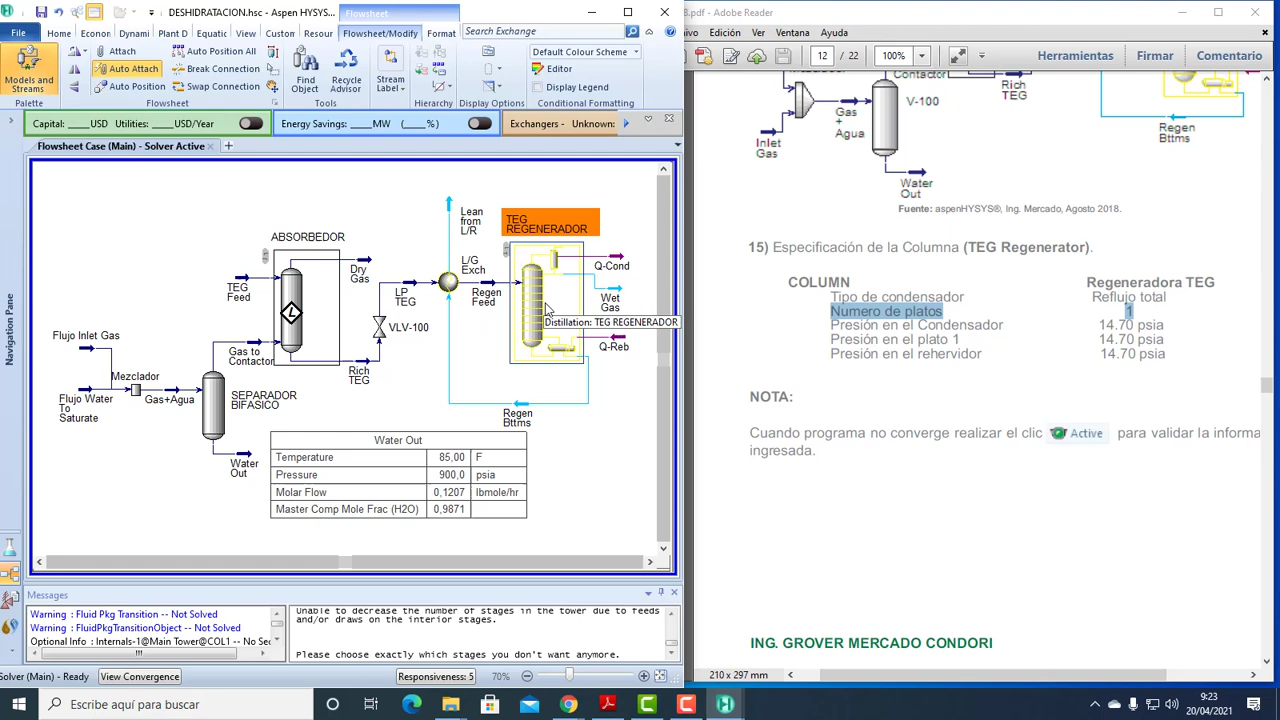 DESHIDRATACION.hsc - Aspen HYSYS...
Flowsheet
File
Home
Econor
Dynami
Plant D
Equatic
View
Custom
Resour
Flowsheet/Modify
Format
Search Exchange
Models and
Streams
Palette
Attach
Auto Attach
Auto Position
Auto Position All
Break Connection
Swap Connection
Flowsheet
Find
Object
Recycle
Advisor
Tools
Stream
Label
Hierarchy
Display Options
Default Colour Scheme
Editor
Display Legend
Conditional Formatting
Capital: ____USD Utilities: ____USD/Year
Energy Savings: ____MW (____%)
Exchangers - Unknown:
Flowsheet Case (Main) - Solver Active
Navigation Pane
Lean
from
L/R
TEG
REGENERADOR
ABSORBEDOR
TEG
Feed
Dry
Gas
LP
TEG
L/G
Exch
Regen
Feed
Q-Cond
Wet
Gas
Distillation: TEG REGENERADOR
Q-Reb
VLV-100
Flujo Inlet Gas
Gas to
Contactor
Rich
TEG
Mezclador
Gas+Agua
Flujo Water
To
Saturate
SEPARADOR
BIFASICO
Regen
Bttms
Water
Out
Water Out
Temperature 85,00 F
Pressure 900,0 psia
Molar Flow 0,1207 lbmole/hr
Master Comp Mole Frac (H2O) 0,9871
Messages
Warning : Fluid Pkg Transition -- Not Solved
Warning : FluidPkgTransitionObject -- Not Solved
Optional Info : Internals-1@Main Tower@COL1 -- No Sec
Unable to decrease the number of stages in the tower due to feeds
and/or draws on the interior stages.
Please choose exactly which stages you don't want anymore.
Solver (Main) - Ready
View Convergence
Responsiveness: 5
70%
8.pdf - Adobe Reader
Edición
Ver
Ventana
Ayuda
12 / 22
100%
Herramientas
Firmar
Comentario
Contactor
V-100
Gas
+
Agua
Inlet
Gas
Water
Out
Rich
TEG
Regen
Bttms
Fuente: aspenHYSYS®, Ing. Mercado, Agosto 2018.
15) Especificación de la Columna (TEG Regenerator).
COLUMN Regeneradora TEG
Tipo de condensador Reflujo total
Numero de platos 1
Presión en el Condensador 14.70 psia
Presión en el plato 1 14.70 psia
Presión en el rehervidor 14.70 psia
NOTA:
Cuando programa no converge realizar el clic Active para validar la informa
ingresada.
ING. GROVER MERCADO CONDORI
210 x 297 mm
Escribe aquí para buscar
9:23
20/04/2021